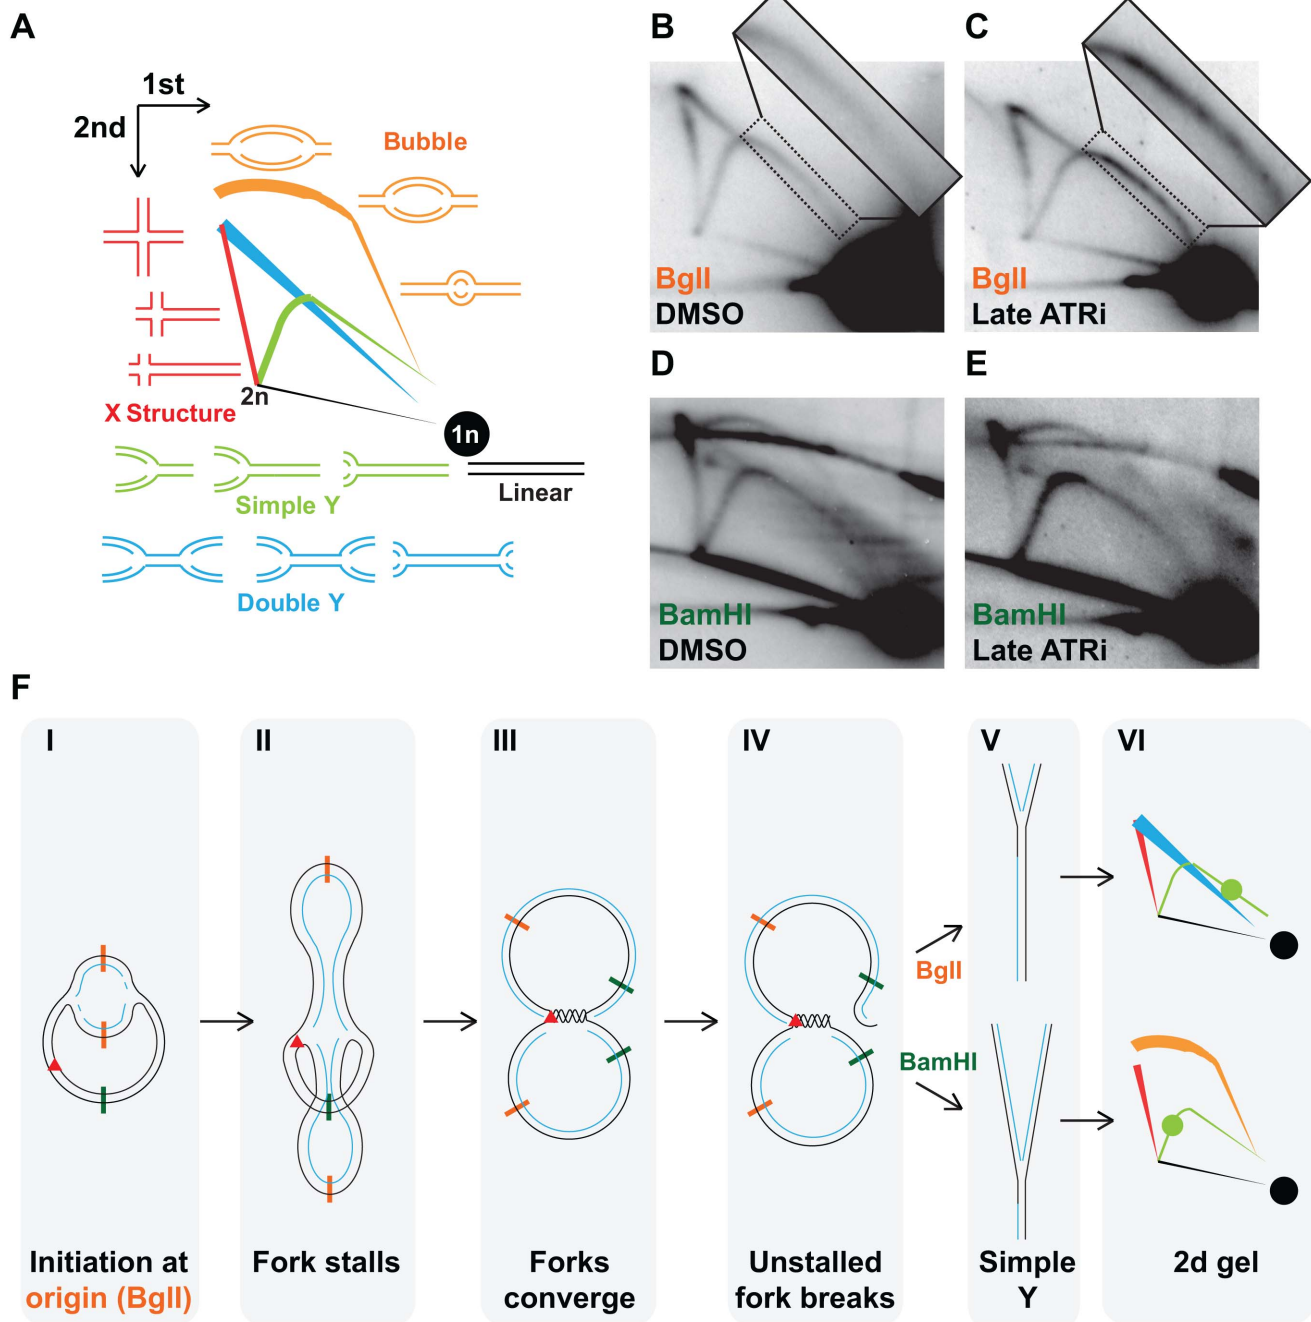 A
1st
2nd
Bubble
X Structure
2n
1n
Simple Y
Linear
Double Y
B
BglI
DMSO
C
BglI
Late ATRi
D
BamHI
DMSO
E
BamHI
Late ATRi
F
I
II
III
IV
V
VI
BglI
BamHI
Initiation at
origin (BglI)
Fork stalls
Forks
converge
Unstalled
fork breaks
Simple
Y
2d gel